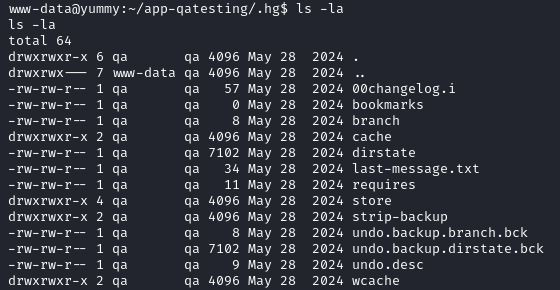 www-data@yummy:~/app-qatesting/.hg$ ls -la
ls -la
total 64
drwxrwxr-x 6 qa       qa 4096 May 28  2024 .
drwxrwx--- 7 www-data qa 4096 May 28  2024 ..
-rw-rw-r-- 1 qa       qa   57 May 28  2024 00changelog.i
-rw-rw-r-- 1 qa       qa    0 May 28  2024 bookmarks
-rw-rw-r-- 1 qa       qa    8 May 28  2024 branch
drwxrwxr-x 2 qa       qa 4096 May 28  2024 cache
-rw-rw-r-- 1 qa       qa 7102 May 28  2024 dirstate
-rw-rw-r-- 1 qa       qa   34 May 28  2024 last-message.txt
-rw-rw-r-- 1 qa       qa   11 May 28  2024 requires
drwxrwxr-x 4 qa       qa 4096 May 28  2024 store
drwxrwxr-x 2 qa       qa 4096 May 28  2024 strip-backup
-rw-rw-r-- 1 qa       qa    8 May 28  2024 undo.backup.branch.bck
-rw-rw-r-- 1 qa       qa 7102 May 28  2024 undo.backup.dirstate.bck
-rw-rw-r-- 1 qa       qa    9 May 28  2024 undo.desc
drwxrwxr-x 2 qa       qa 4096 May 28  2024 wcache